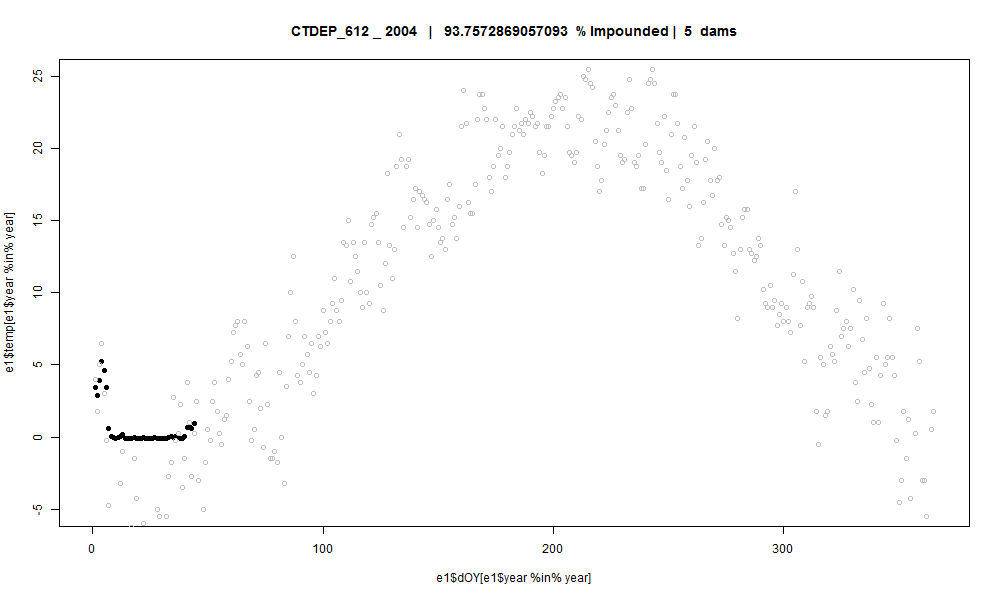 CTDEP_612 _ 2004 | 93.7572869057093 % Impounded | 5 dams
25
20
15
10
5
0
-5
e1$temp[e1$year %in% year]
0 100 200 300
e1$dOY[e1$year %in% year]